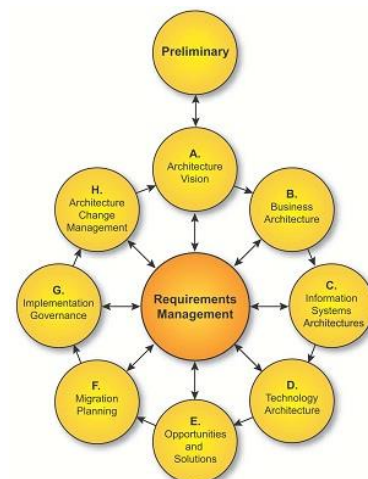 Preliminary
A.
Architecture
Vision
B.
Business
Architecture
C.
Information
Systems
Architectures
D.
Technology
Architecture
E.
Opportunities
and
Solutions
F.
Migration
Planning
G.
Implementation
Governance
H.
Architecture
Change
Management
Requirements
Management